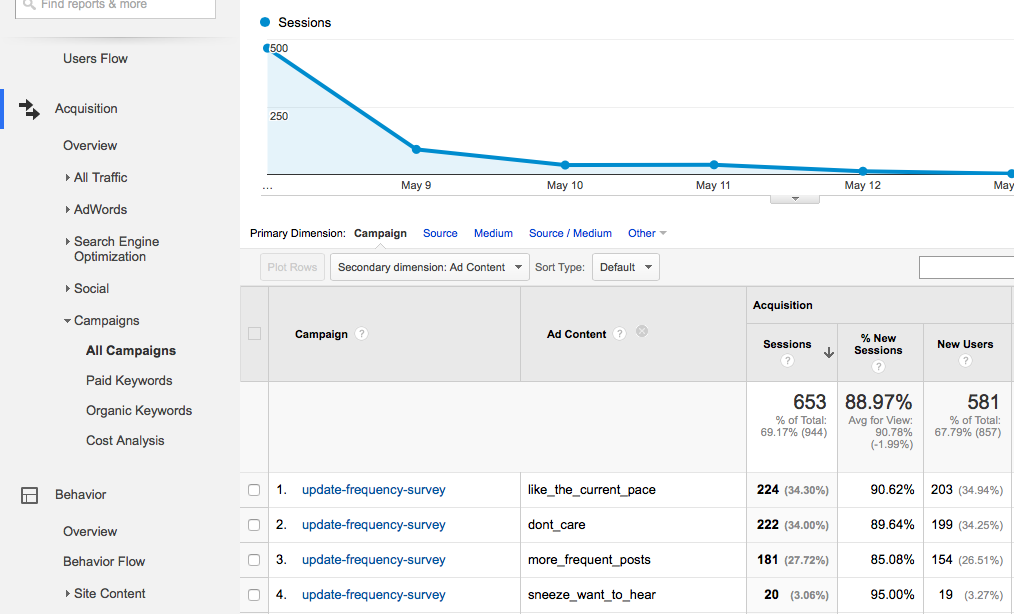 Find reports & more
Users Flow
Acquisition
Overview
All Traffic
AdWords
Search Engine
Optimization
Social
Campaigns
All Campaigns
Paid Keywords
Organic Keywords
Cost Analysis
Behavior
Overview
Behavior Flow
Site Content
Sessions
500
250
... May 9 May 10 May 11 May 12 May
Primary Dimension: Campaign Source Medium Source / Medium Other
Plot Rows Secondary dimension: Ad Content Sort Type: Default
Campaign ? Ad Content ?
Acquisition
Sessions ? % New Sessions ? New Users ?
653 88.97% 581
% of Total: Avg for View: % of Total:
69.17% (944) 90.78% 67.79% (857)
(-1.99%)
1. update-frequency-survey like_the_current_pace 224 (34.30%) 90.62% 203 (34.94%)
2. update-frequency-survey dont_care 222 (34.00%) 89.64% 199 (34.25%)
3. update-frequency-survey more_frequent_posts 181 (27.72%) 85.08% 154 (26.51%)
4. update-frequency-survey sneeze_want_to_hear 20 (3.06%) 95.00% 19 (3.27%)